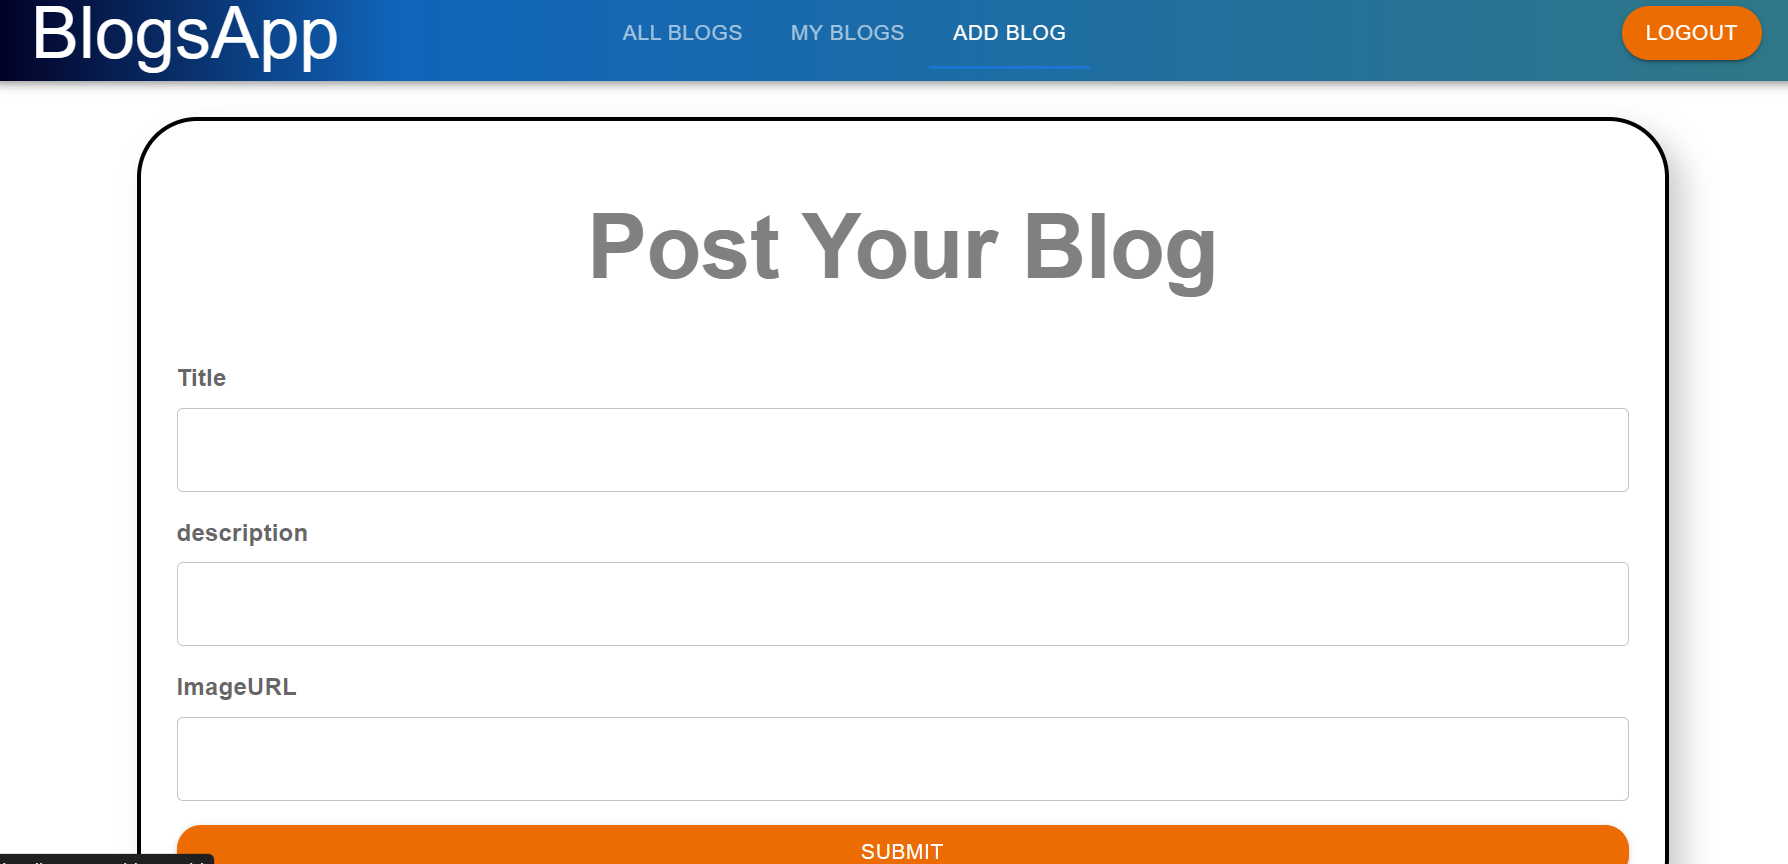 BlogsApp
ALL BLOGS
MY BLOGS
ADD BLOG
LOGOUT
Post Your Blog
Title
description
ImageURL
SUBMIT